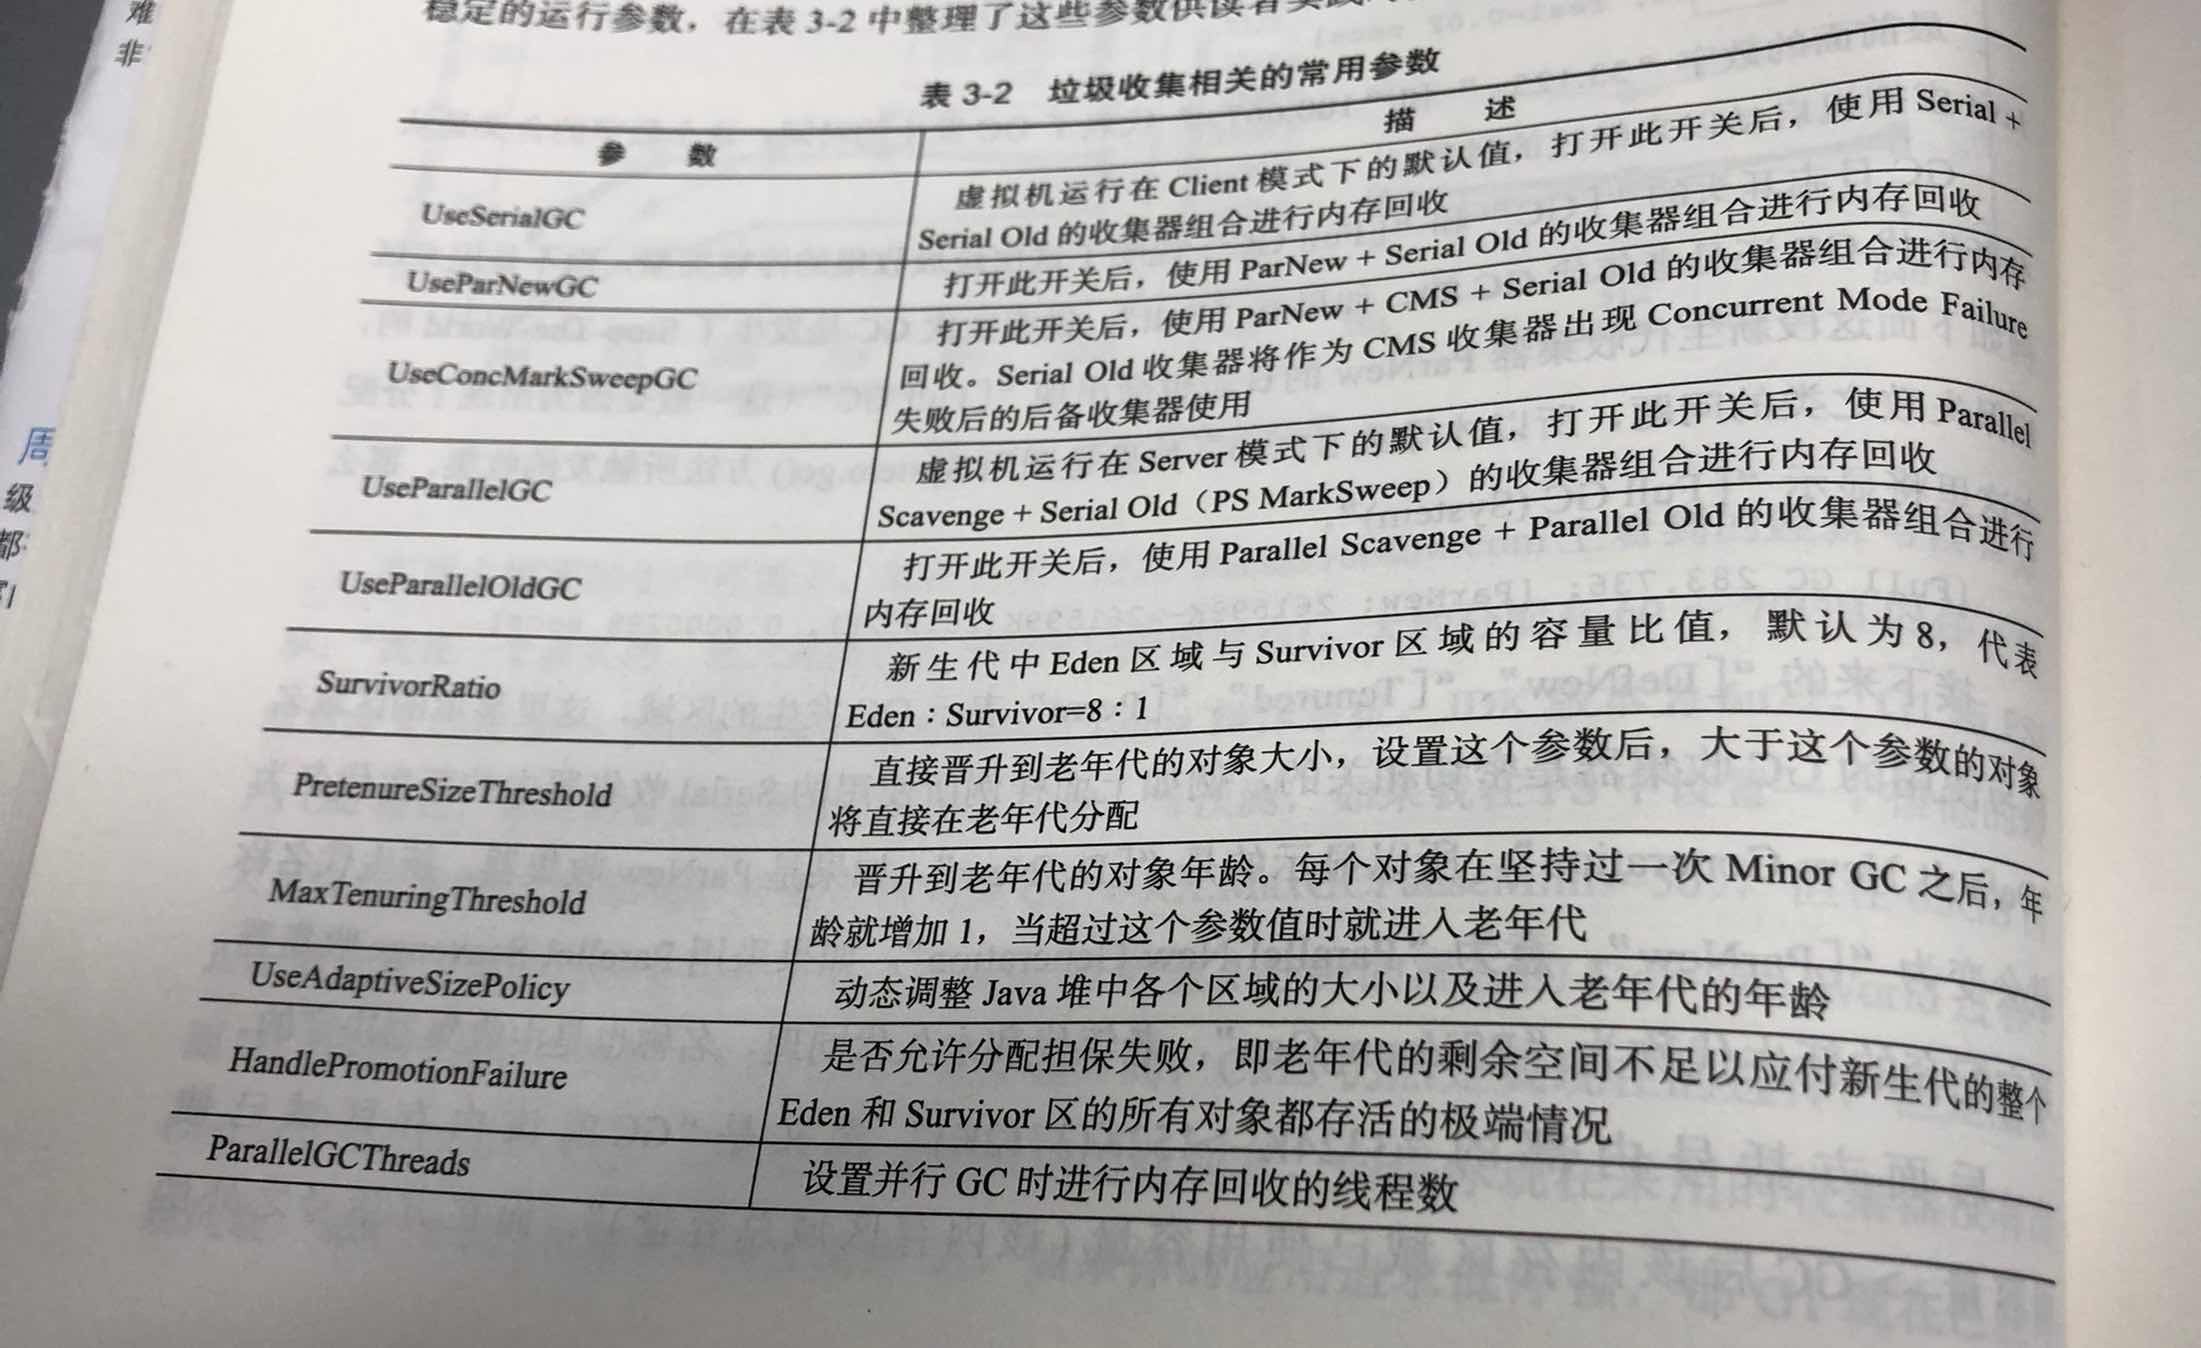 难
非
稳定的运行参数，在表 3-2 中整理了这些参数供读者实践
表 3-2 垃圾收集相关的常用参数
参 数
描 述
UseSerialGC
虚拟机运行在 Client 模式下的默认值，打开此开关后，使用 Serial +
Serial Old 的收集器组合进行内存回收
UseParNewGC
打开此开关后，使用 ParNew + Serial Old 的收集器组合进行内存回收
UseConcMarkSweepGC
打开此开关后，使用 ParNew + CMS + Serial Old 的收集器组合进行内存
回收。Serial Old 收集器将作为 CMS 收集器出现 Concurrent Mode Failure
失败后的后备收集器使用
UseParallelGC
虚拟机运行在 Server 模式下的默认值，打开此开关后，使用 Parallel
Scavenge + Serial Old（PS MarkSweep）的收集器组合进行内存回收
UseParallelOldGC
打开此开关后，使用 Parallel Scavenge + Parallel Old 的收集器组合进行
内存回收
SurvivorRatio
新生代中 Eden 区域与 Survivor 区域的容量比值，默认为 8，代表
Eden：Survivor=8：1
PretenureSizeThreshold
直接晋升到老年代的对象大小，设置这个参数后，大于这个参数的对象
将直接在老年代分配
MaxTenuringThreshold
晋升到老年代的对象年龄。每个对象在坚持过一次 Minor GC 之后，年
龄就增加 1，当超过这个参数值时就进入老年代
UseAdaptiveSizePolicy
动态调整 Java 堆中各个区域的大小以及进入老年代的年龄
HandlePromotionFailure
是否允许分配担保失败，即老年代的剩余空间不足以应付新生代的整个
Eden 和 Survivor 区的所有对象都存活的极端情况
ParallelGCThreads
设置并行 GC 时进行内存回收的线程数
周
级
都